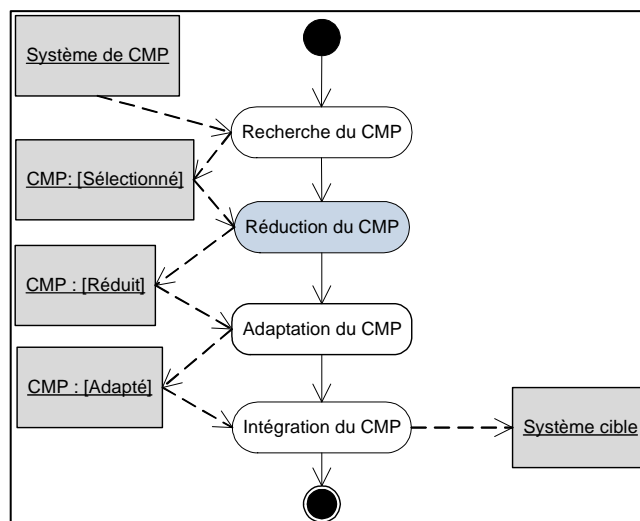 Système de CMP
Recherche du CMP
CMP: [Sélectionné]
Réduction du CMP
CMP : [Réduit]
Adaptation du CMP
CMP : [Adapté]
Intégration du CMP
Système cible